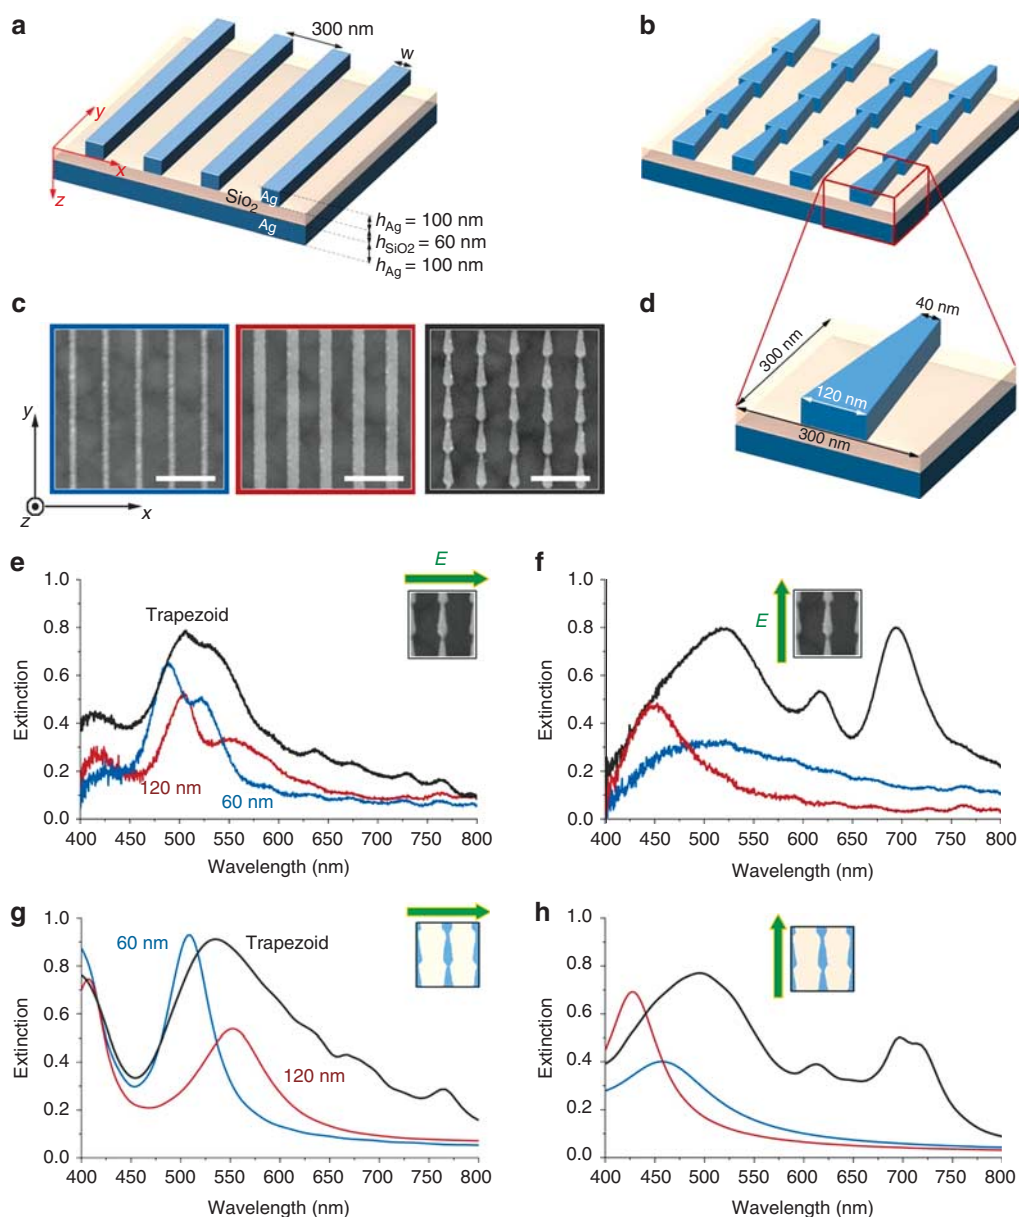 a
300 nm
w
y
x
z
Ag
Sio2
Ag
hAg = 100 nm
hSiO2 = 60 nm
hAg = 100 nm
b
c
y
z
x
d
40 nm
300 nm
120 nm
300 nm
e
E
Trapezoid
120 nm
60 nm
Extinction
1.0
0.8
0.6
0.4
0.2
0.0
400 450 500 550 600 650 700 750 800
Wavelength (nm)
f
E
Extinction
1.0
0.8
0.6
0.4
0.2
0.0
400 450 500 550 600 650 700 750 800
Wavelength (nm)
g
60 nm
Trapezoid
120 nm
Extinction
1.0
0.8
0.6
0.4
0.2
0.0
400 450 500 550 600 650 700 750 800
Wavelength (nm)
h
Extinction
1.0
0.8
0.6
0.4
0.2
0.0
400 450 500 550 600 650 700 750 800
Wavelength (nm)